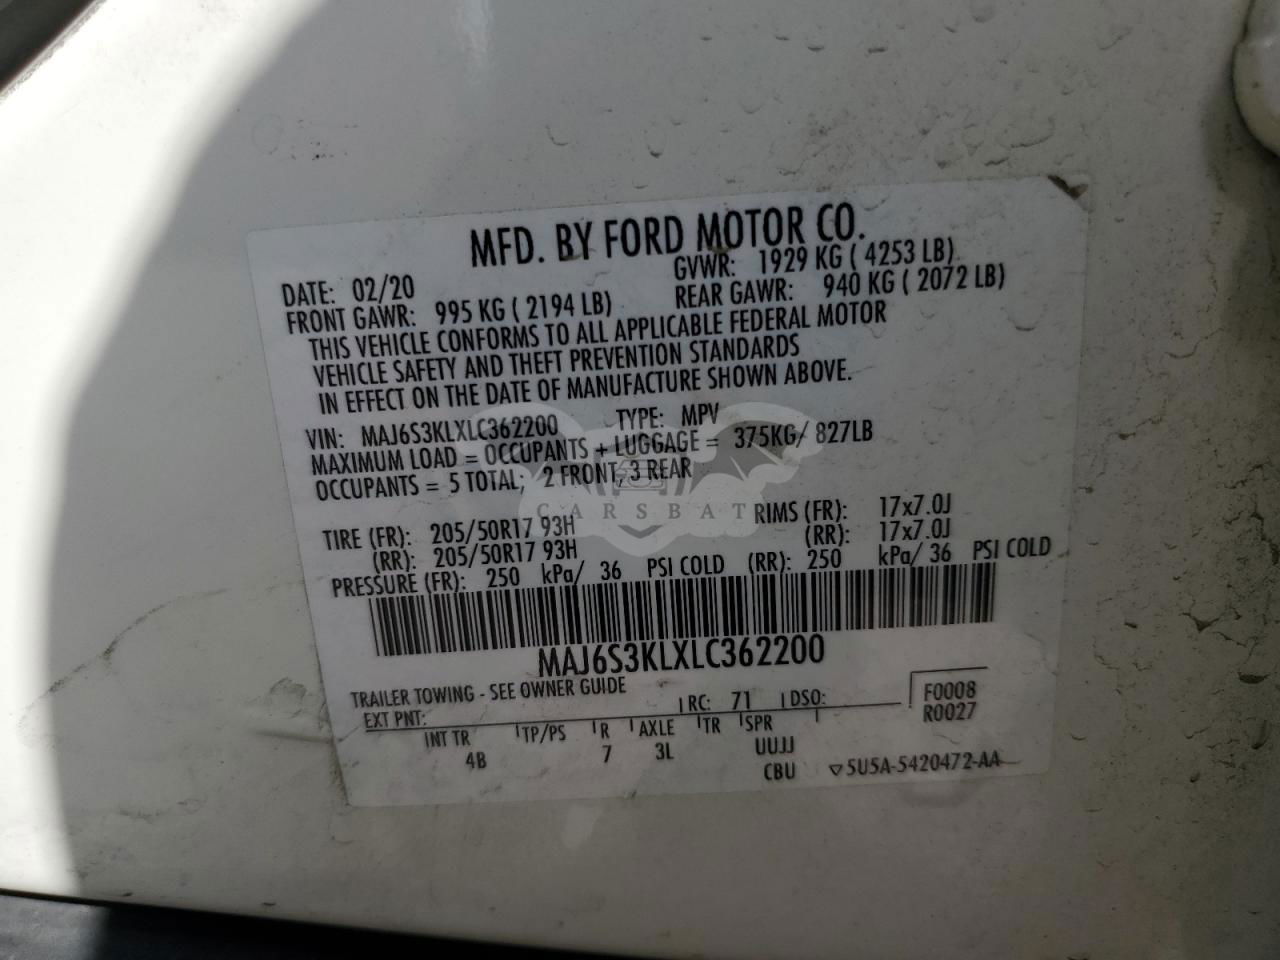 MFD. BY FORD MOTOR CO.
DATE: 02/20 GVWR: 1929 KG ( 4253 LB)
FRONT GAWR: 995 KG ( 2194 LB) REAR GAWR: 940 KG ( 2072 LB)
THIS VEHICLE CONFORMS TO ALL APPLICABLE FEDERAL MOTOR
VEHICLE SAFETY AND THEFT PREVENTION STANDARDS
IN EFFECT ON THE DATE OF MANUFACTURE SHOWN ABOVE.
VIN: MAJ6S3KLXLC362200 TYPE: MPV
MAXIMUM LOAD = OCCUPANTS + LUGGAGE = 375KG/ 827LB
OCCUPANTS = 5 TOTAL; 2 FRONT, 3 REAR
CARSBAT
TIRE (FR): 205/50R17 93H RIMS (FR): 17x7.0J
(RR): 205/50R17 93H (RR): 17x7.0J
PRESSURE (FR): 250 kPa/ 36 PSI COLD (RR): 250 kPa/ 36 PSI COLD
MAJ6S3KLXLC362200
TRAILER TOWING - SEE OWNER GUIDE
EXT PNT: RC: 71 DSO: F0008
R0027
INT TR TP/PS R AXLE TR SPR
4B 7 3L UUJJ
CBU ▽5U5A-5420472-AA